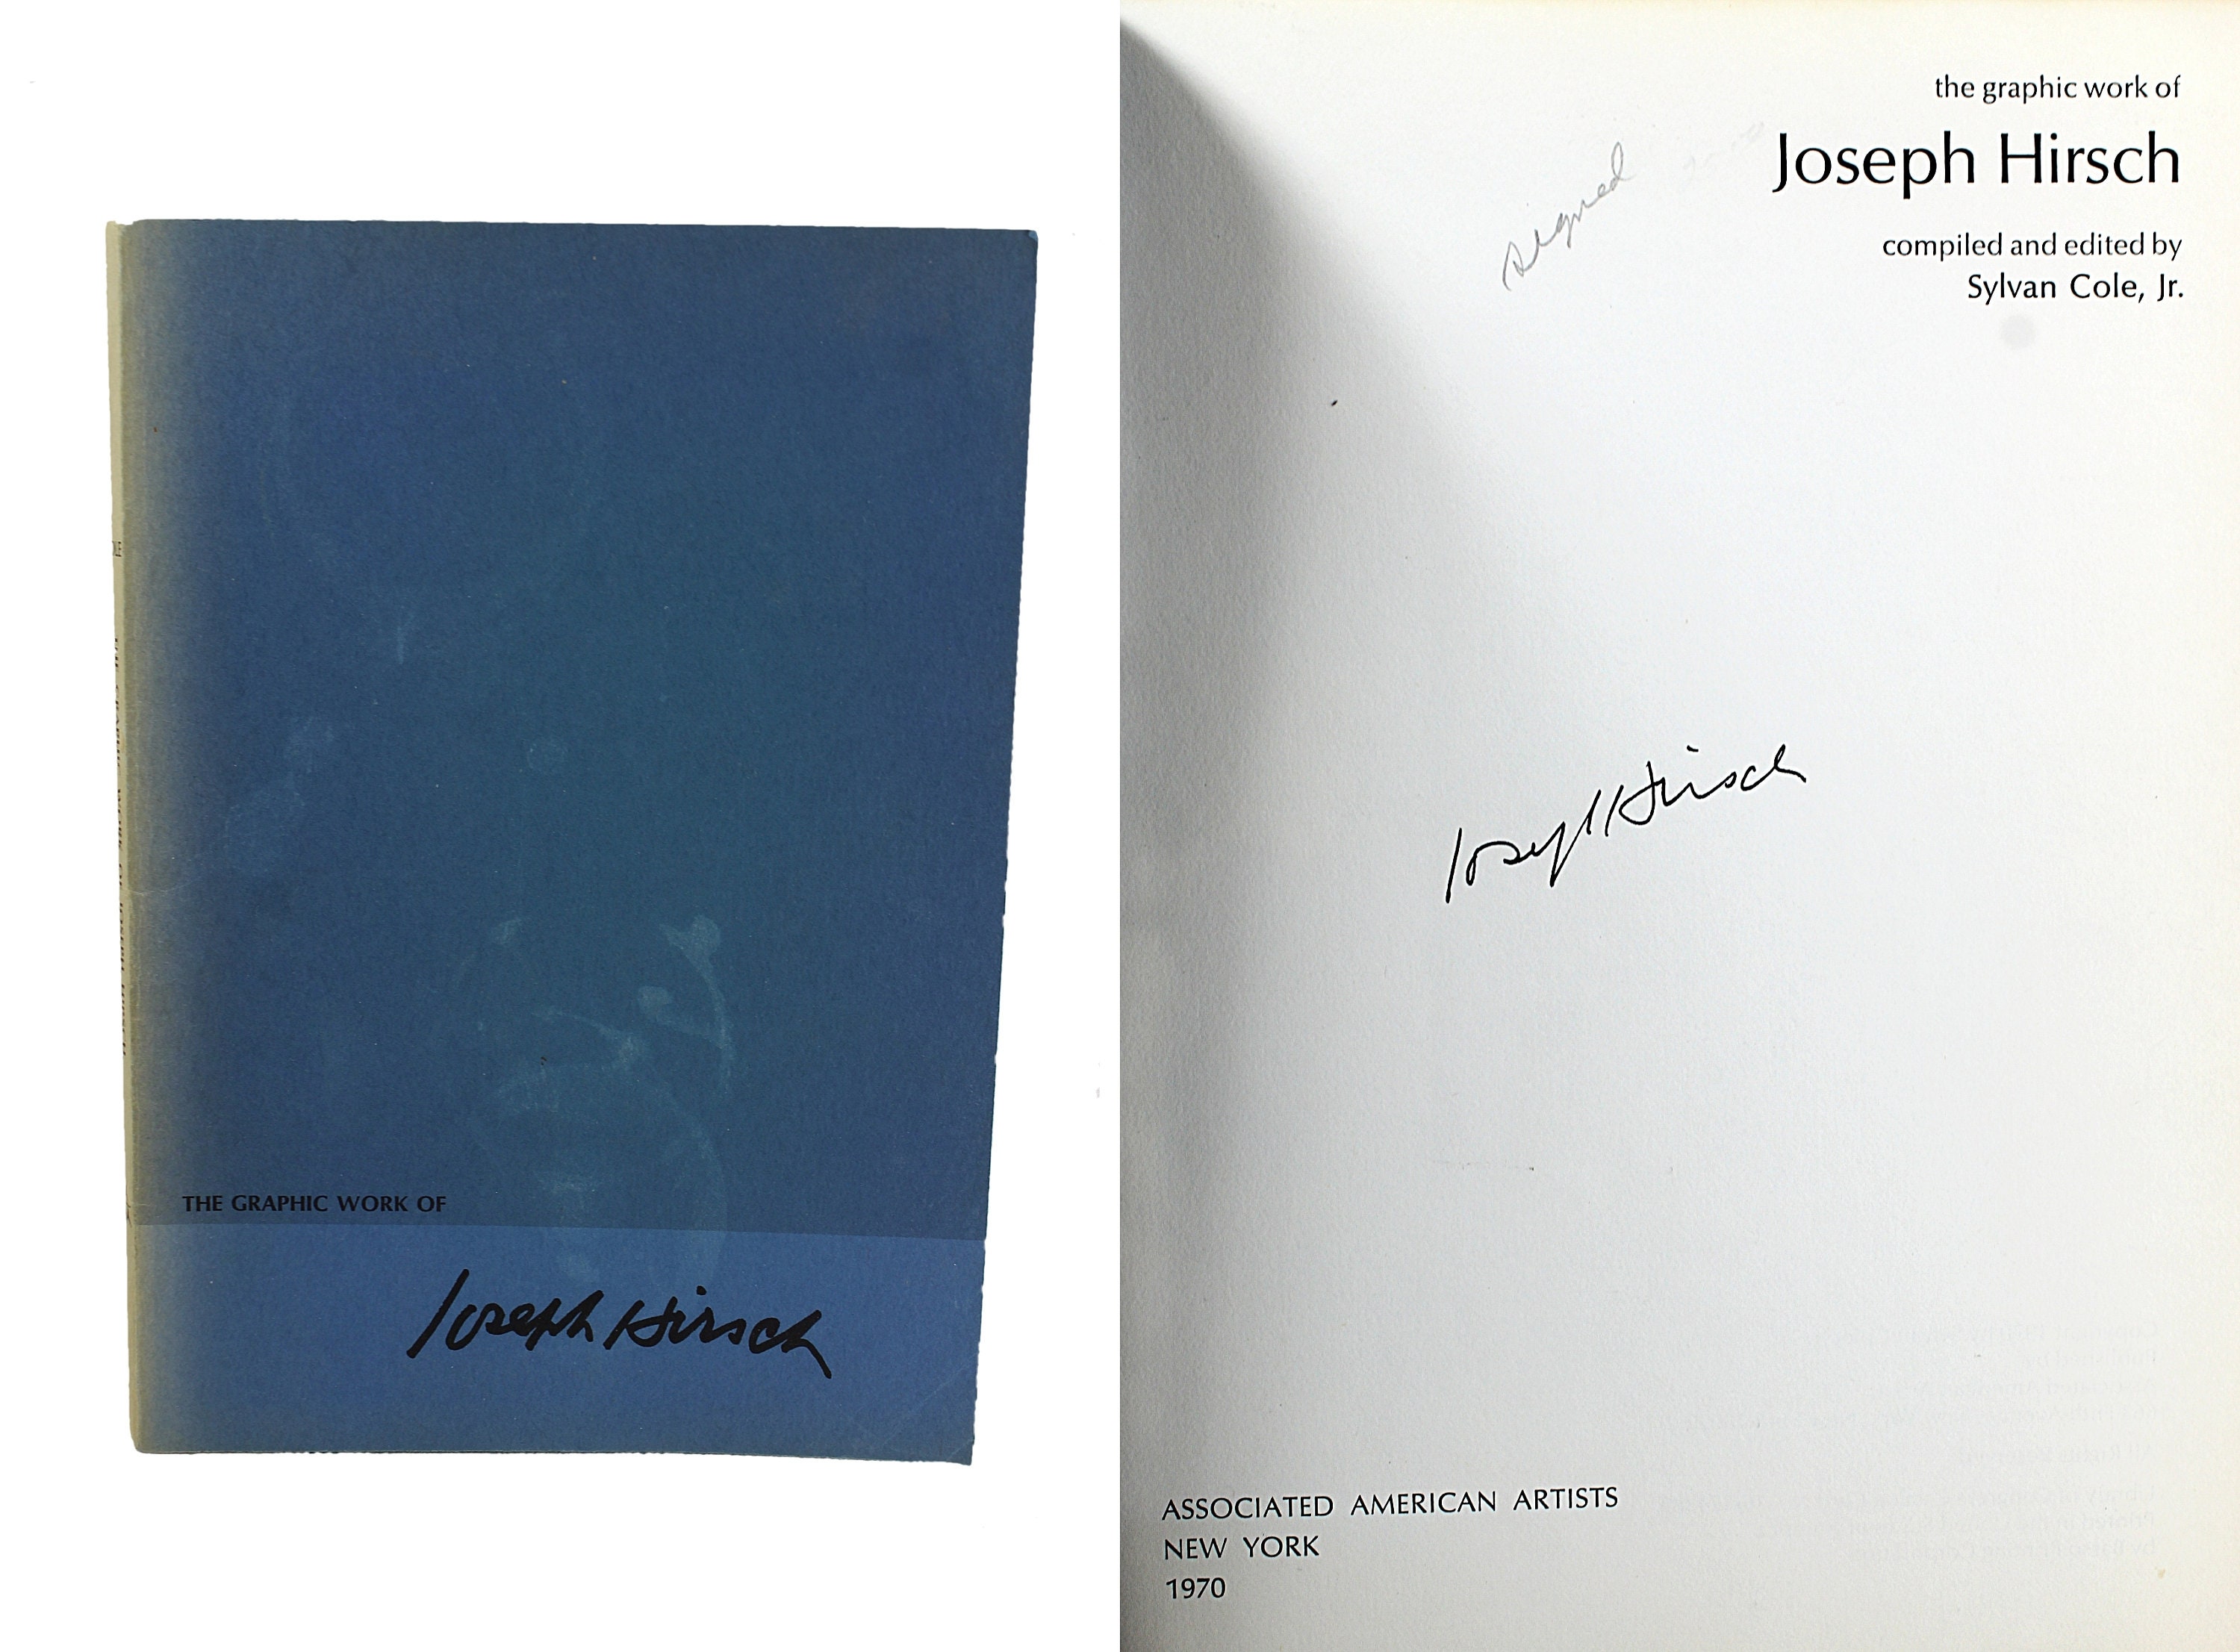 THE GRAPHIC WORK OF
Joseph Hirsch
the graphic work of
Joseph Hirsch
compiled and edited by
Sylvan Cole, Jr.
signed
Joseph Hirsch
ASSOCIATED AMERICAN ARTISTS
NEW YORK
1970